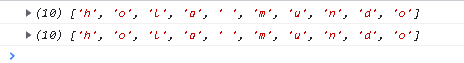 ▶(10) ['h', 'o', 'l', 'a', ' ', 'm', 'u', 'n', 'd', 'o']
▶(10) ['h', 'o', 'l', 'a', ' ', 'm', 'u', 'n', 'd', 'o']
>